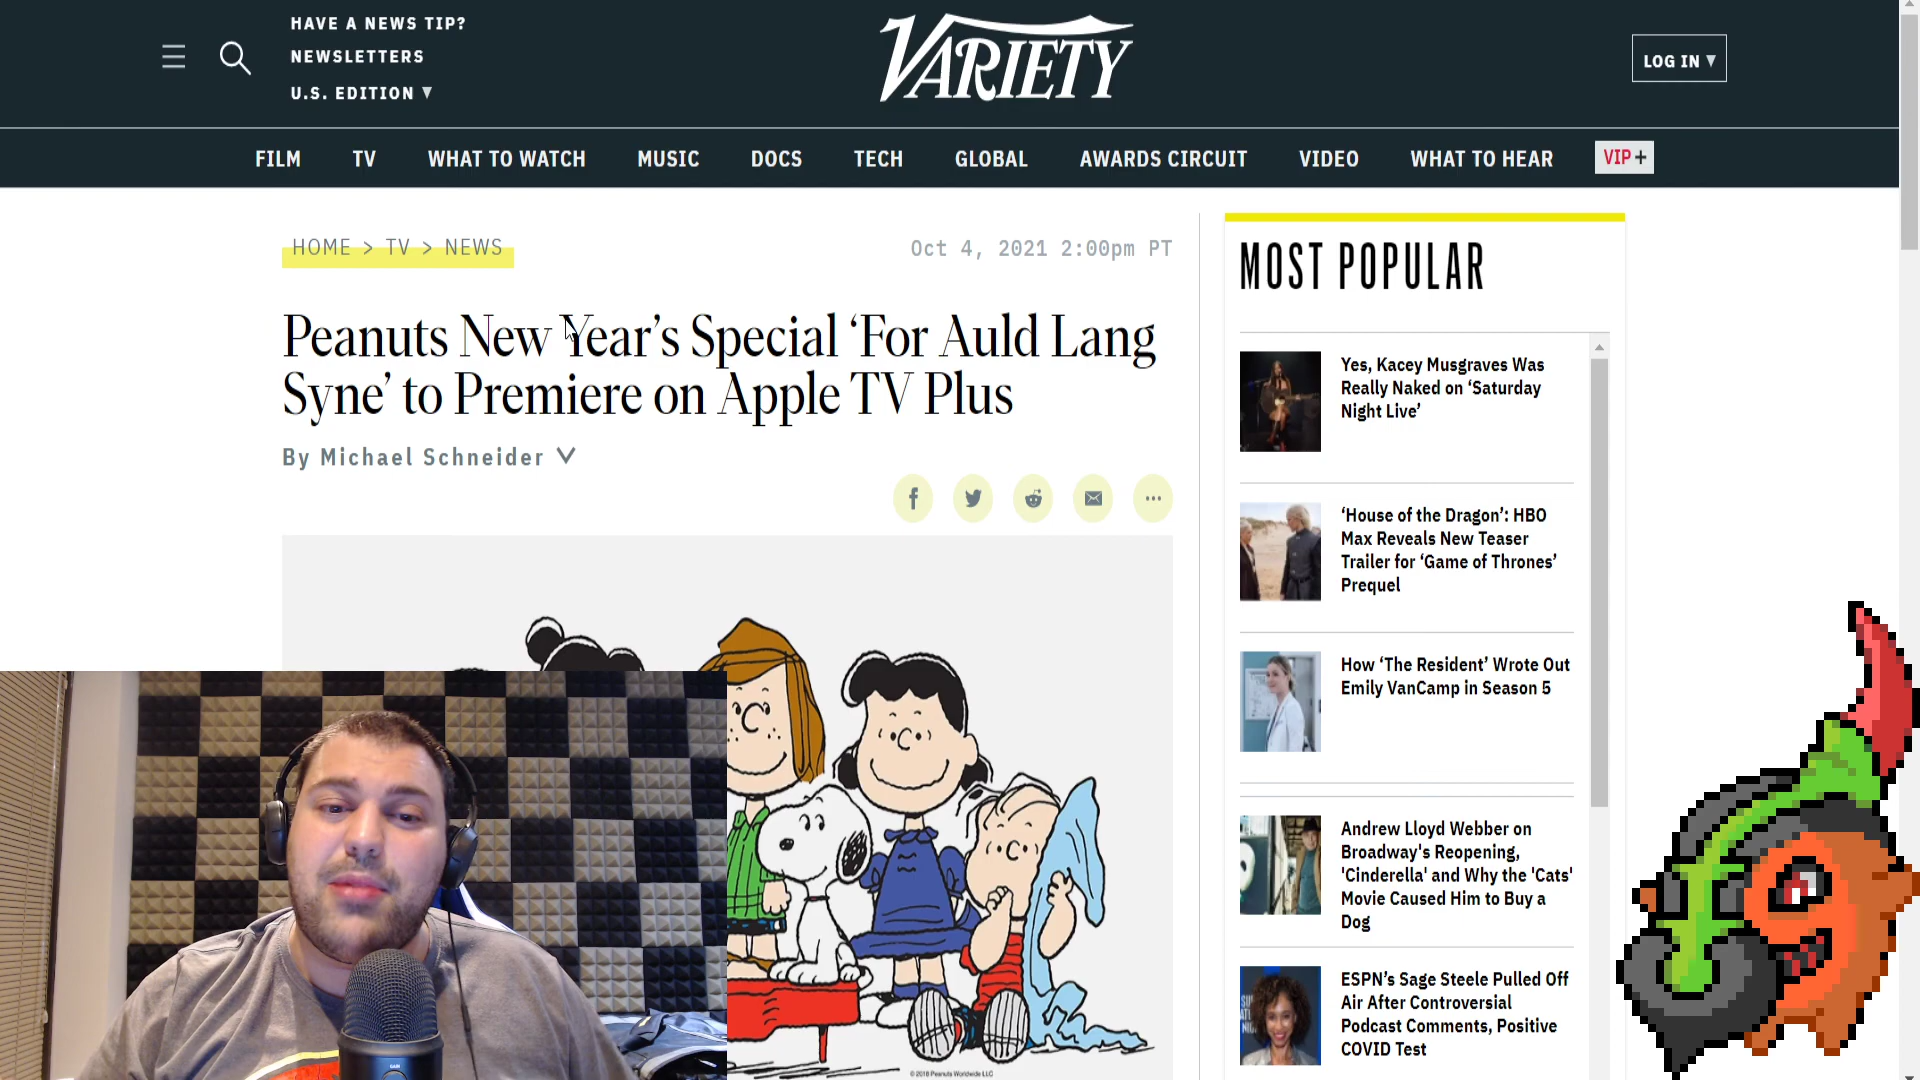 HAVE A NEWS TIP?
NEWSLETTERS
U.S. EDITION ▼
VARIETY
LOG IN ▼
FILM TV WHAT TO WATCH MUSIC DOCS TECH GLOBAL AWARDS CIRCUIT VIDEO WHAT TO HEAR VIP+
HOME > TV > NEWS
Oct 4, 2021 2:00pm PT
Peanuts New Year’s Special ‘For Auld Lang
Syne’ to Premiere on Apple TV Plus
By Michael Schneider
© 2018 Peanuts Worldwide LLC
MOST POPULAR
Yes, Kacey Musgraves Was
Really Naked on ‘Saturday
Night Live’
‘House of the Dragon’: HBO
Max Reveals New Teaser
Trailer for ‘Game of Thrones’
Prequel
How ‘The Resident’ Wrote Out
Emily VanCamp in Season 5
Andrew Lloyd Webber on
Broadway's Reopening,
'Cinderella' and Why the 'Cats'
Movie Caused Him to Buy a
Dog
ESPN’s Sage Steele Pulled Off
Air After Controversial
Podcast Comments, Positive
COVID Test